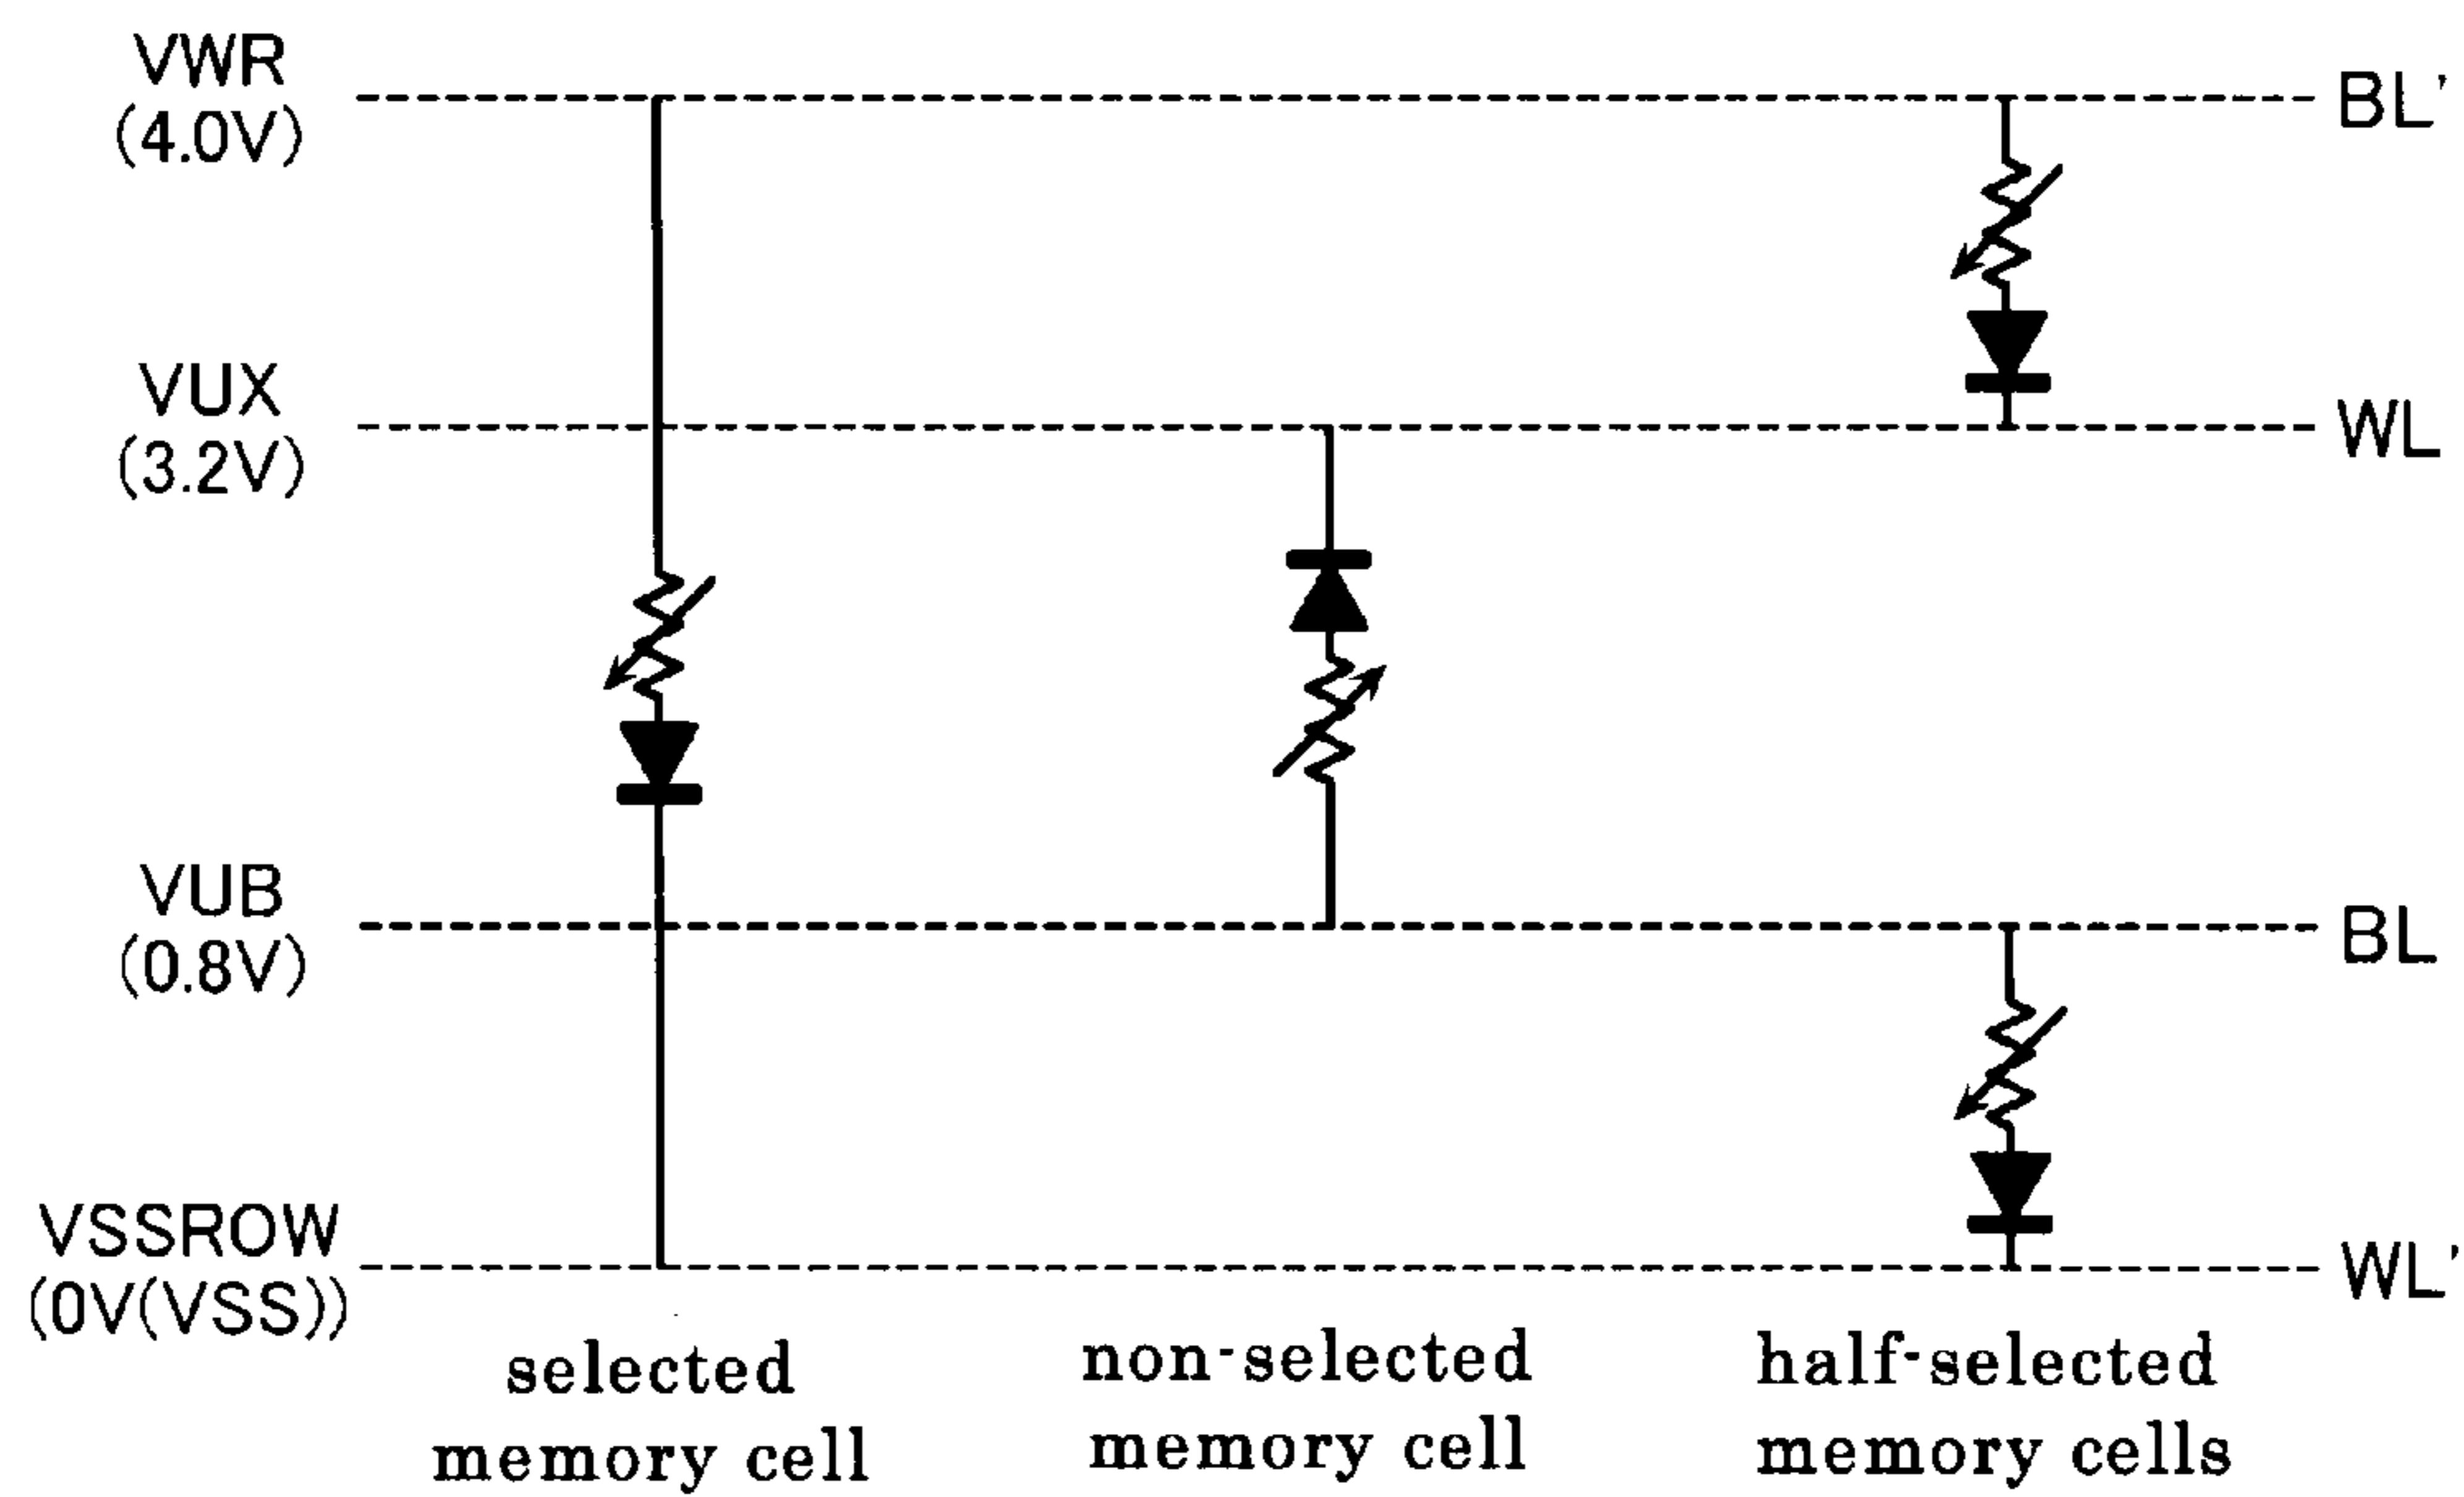 VWR
(4.0V)
BL'
VUX
(3.2V)
WL
VUB
(0.8V)
BL
VSSROW
(0V(VSS))
WL'
selected
memory cell
non-selected
memory cell
half-selected
memory cells